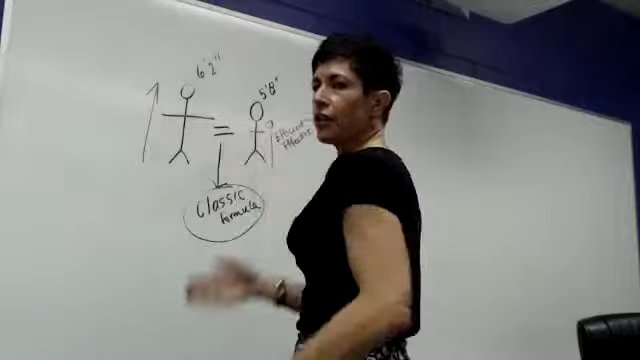 6'2"
5'8"
=
Classic
formula